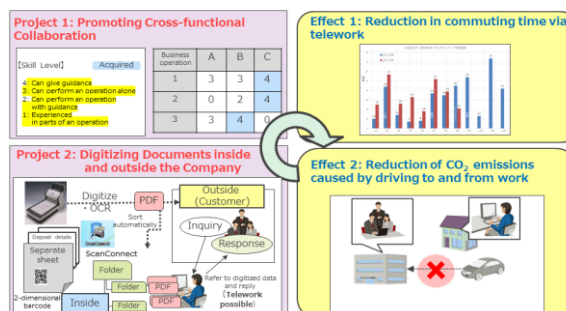 Project 1: Promoting Cross-functional
Collaboration
【Skill Level】
Acquired
4: Can give guidance
3: Can perform an operation alone
2: Can perform an operation
with guidance
1: Experienced
in parts of an operation
Business
operation
A B C
1 3 3 4
2 0 2 4
3 3 4 0
Effect 1: Reduction in commuting time via
telework
Project 2: Digitizing Documents inside
and outside the Company
Digitize
・OCR
PDF
Outside
(Customer)
Sort
automatically
Inquiry
Response
Deposit details
Separate
sheet
ScanConnect
Folder
Folder
Folder
PDF
PDF
Refer to digitized data
and reply
(Telework
possible)
2-dimensional
barcode
Inside
Effect 2: Reduction of CO2 emissions
caused by driving to and from work